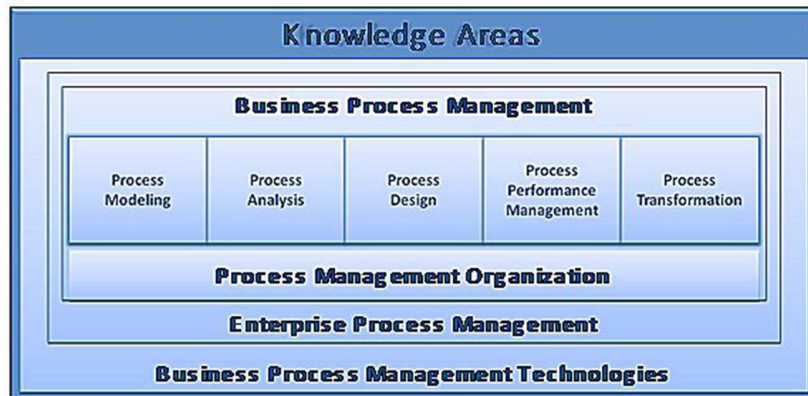 Knowledge Areas
Business Process Management
Process
Modeling
Process
Analysis
Process
Design
Process
Performance
Management
Process
Transformation
Process Management Organization
Enterprise Process Management
Business Process Management Technologies